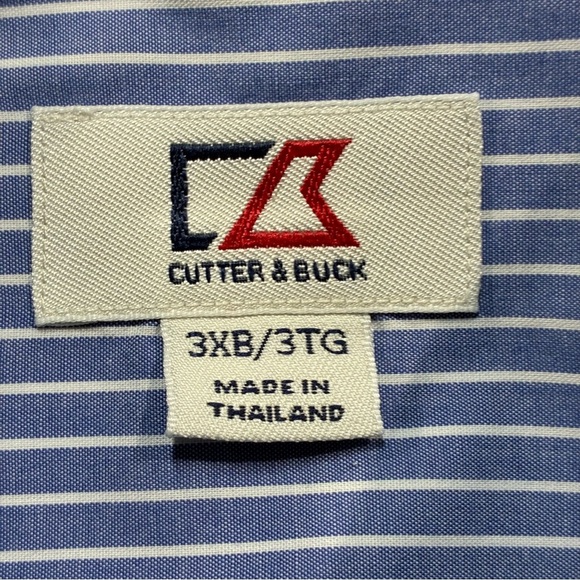 CUTTER & BUCK
3XB/3TG
MADE IN
THAILAND